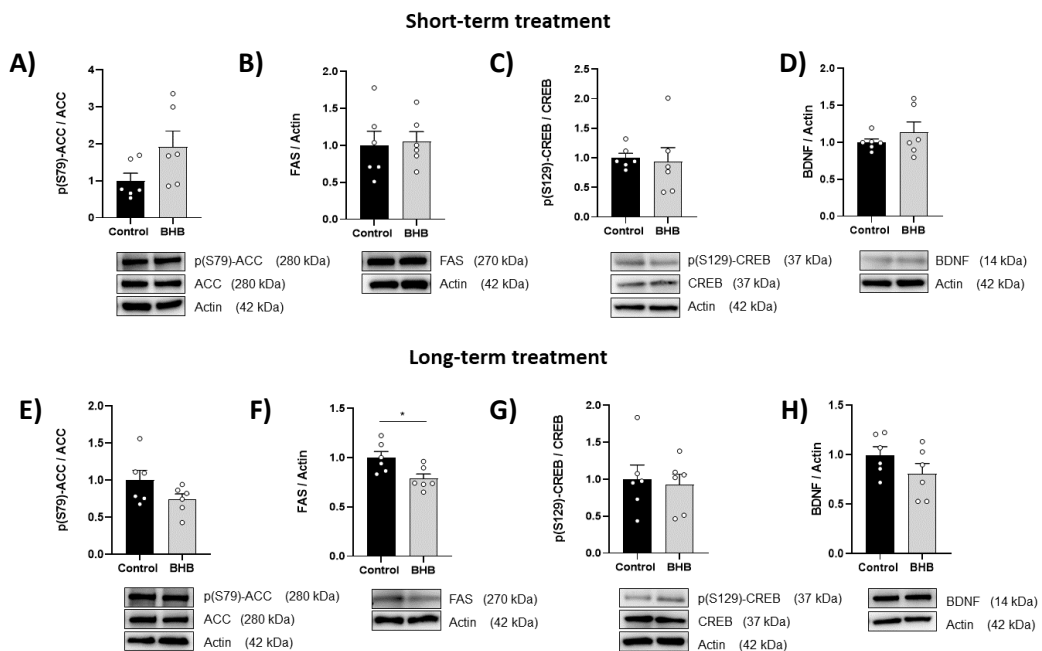 Short-term treatment
A)
p(S79)-ACC / ACC
4
3
2
1
0
Control
BHB
p(S79)-ACC (280 kDa)
ACC (280 kDa)
Actin (42 kDa)
B)
FAS / Actin
2.0
1.5
1.0
0.5
0.0
Control
BHB
FAS (270 kDa)
Actin (42 kDa)
C)
p(S129)-CREB / CREB
2.5
2.0
1.5
1.0
0.5
0.0
Control
BHB
p(S129)-CREB (37 kDa)
CREB (37 kDa)
Actin (42 kDa)
D)
BDNF / Actin
2.0
1.5
1.0
0.5
0.0
Control
BHB
BDNF (14 kDa)
Actin (42 kDa)
Long-term treatment
E)
p(S79)-ACC / ACC
2.0
1.5
1.0
0.5
0.0
Control
BHB
p(S79)-ACC (280 kDa)
ACC (280 kDa)
Actin (42 kDa)
F)
FAS / Actin
1.5
1.0
0.5
0.0
*
Control
BHB
FAS (270 kDa)
Actin (42 kDa)
G)
p(S129)-CREB / CREB
2.0
1.5
1.0
0.5
0.0
Control
BHB
p(S129)-CREB (37 kDa)
CREB (37 kDa)
Actin (42 kDa)
H)
BDNF / Actin
1.5
1.0
0.5
0.0
Control
BHB
BDNF (14 kDa)
Actin (42 kDa)